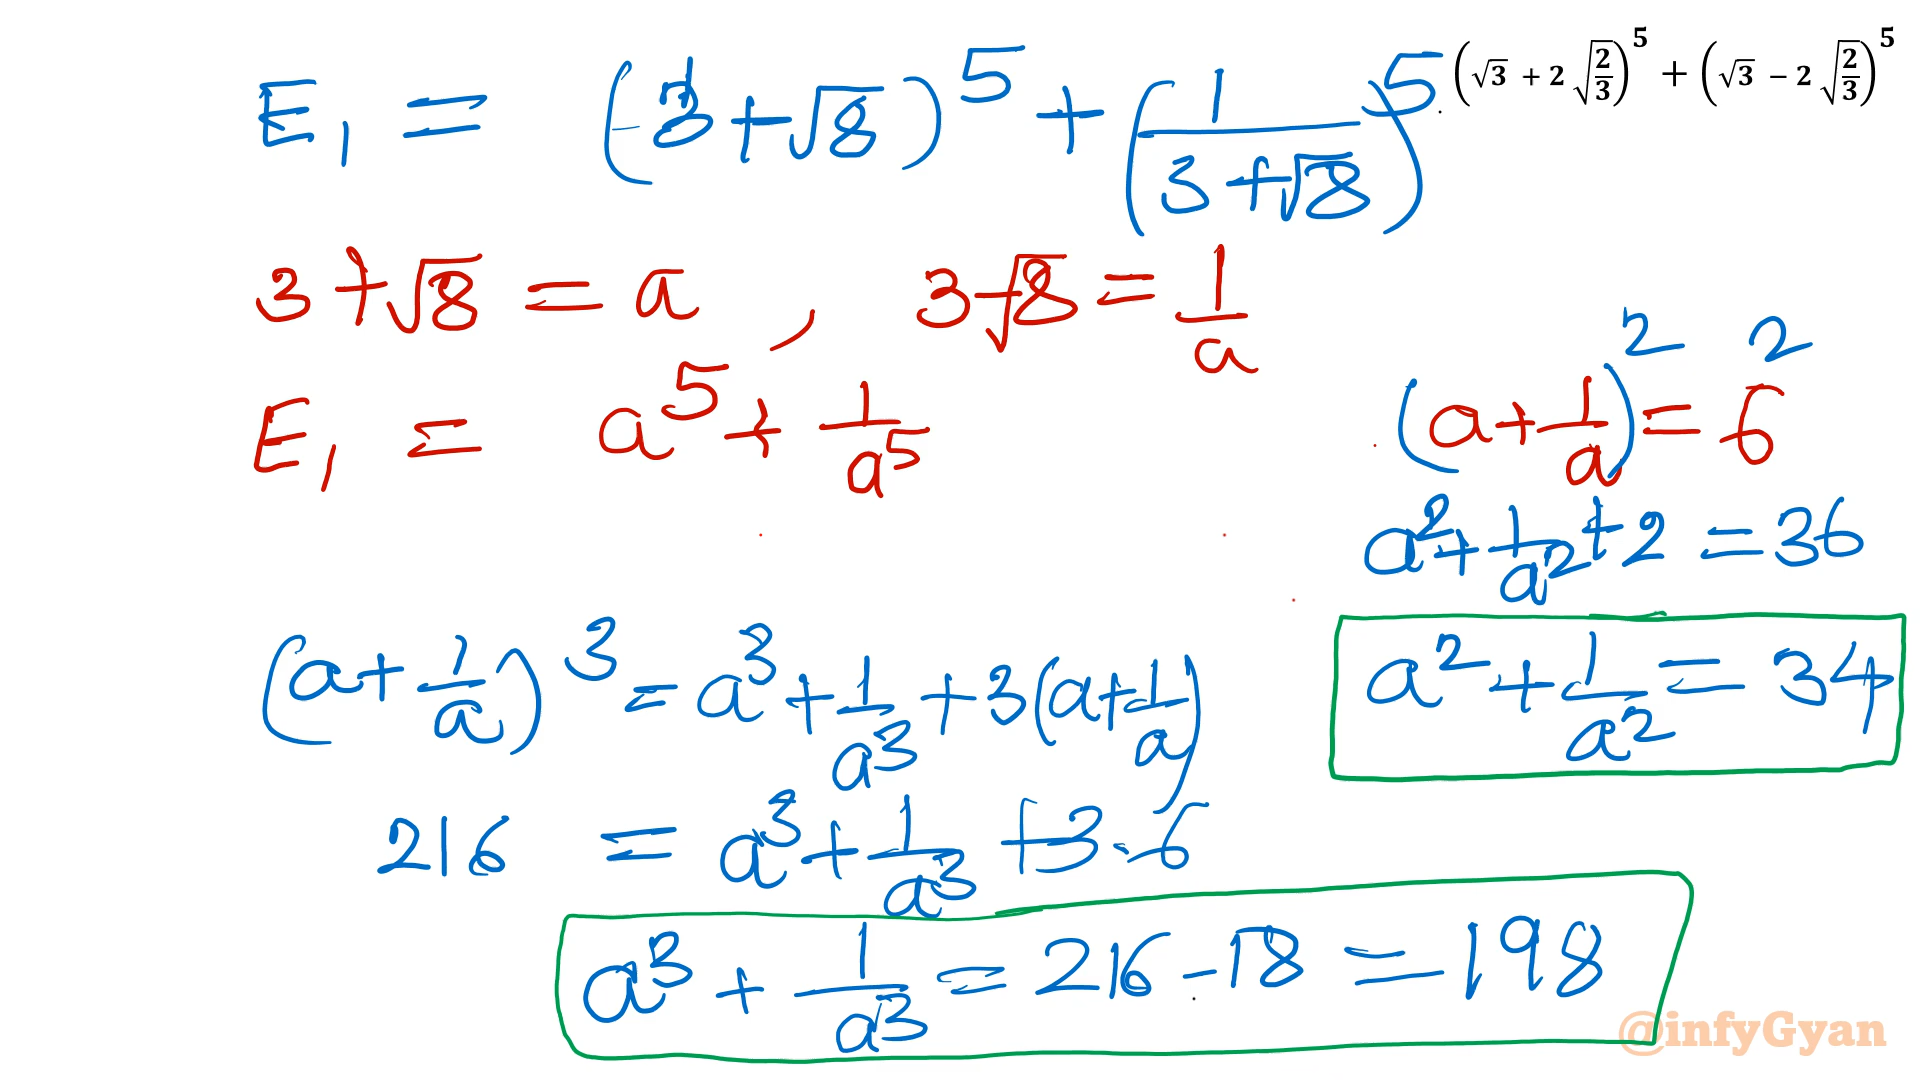 E₁ = (3+√8)⁵ + (1/(3+√8))⁵
(√3 + 2√(2/3))⁵ + (√3 − 2√(2/3))⁵
3+√8 = a , 3-√8 = 1/a
E₁ = a⁵ + 1/a⁵
(a+1/a)² = 6²
a² + 1/a² + 2 = 36
a² + 1/a² = 34
(a+1/a)³ = a³ + 1/a³ + 3(a+1/a)
216 = a³ + 1/a³ + 3·6
a³ + 1/a³ = 216 - 18 = 198
@infyGyan